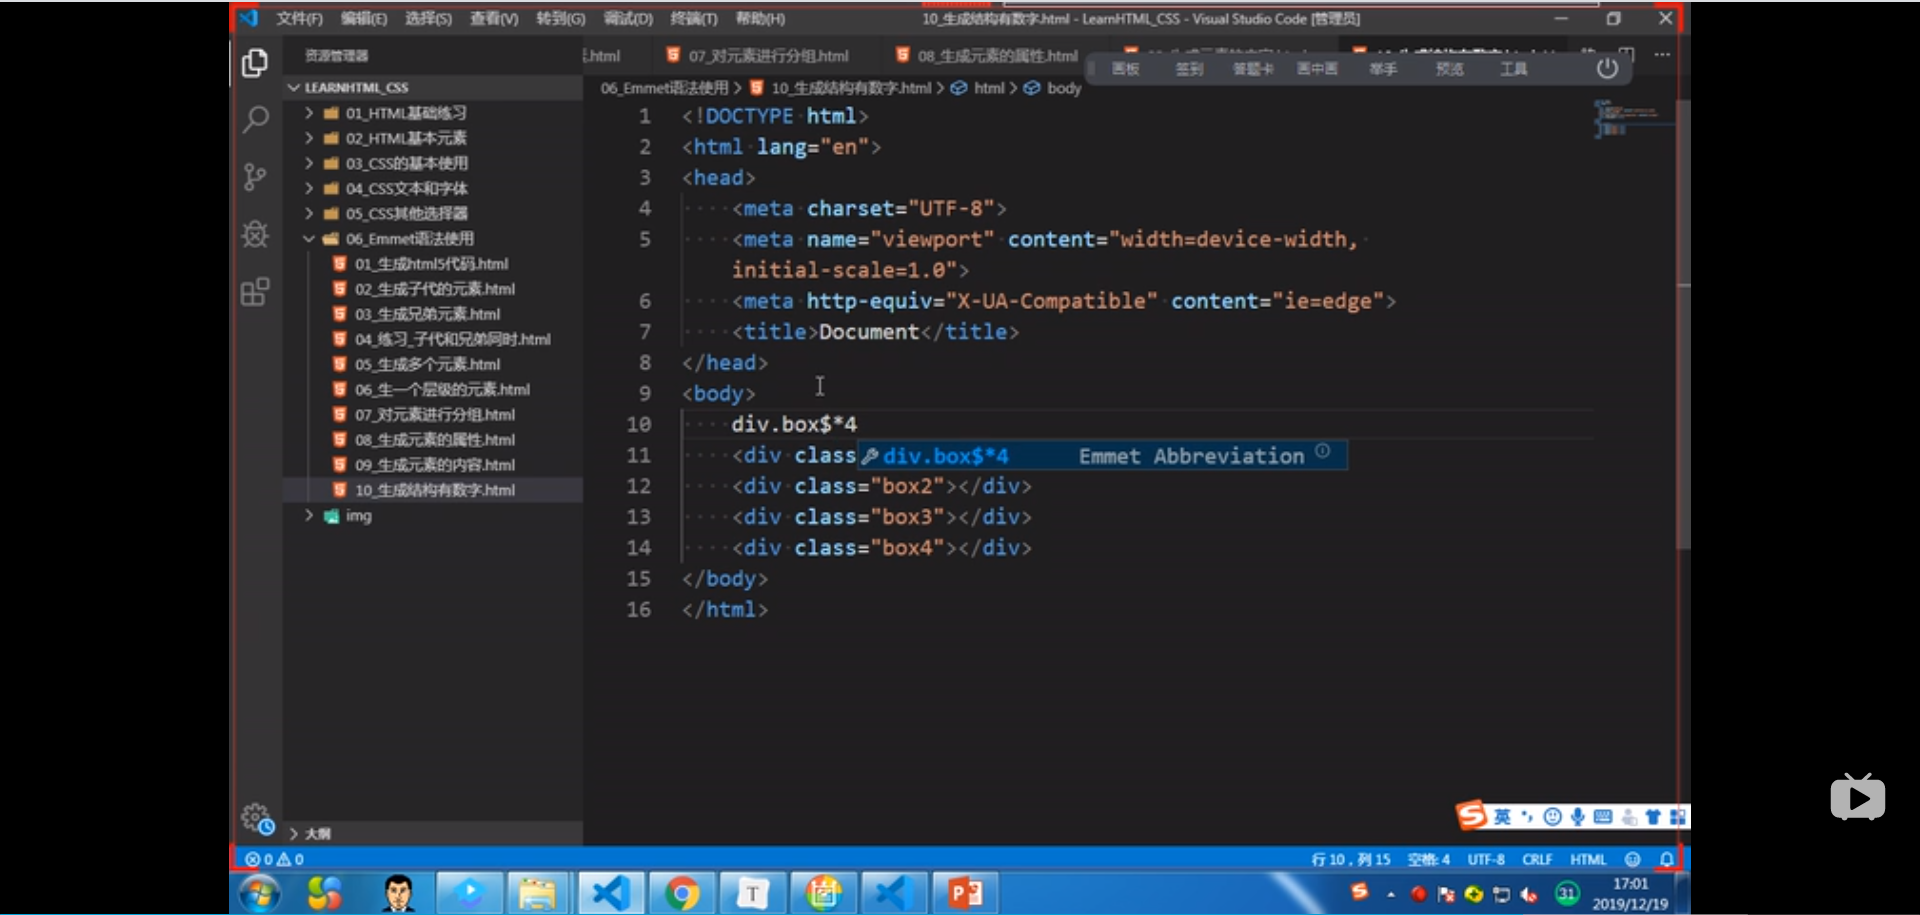 文件(F) 编辑(E) 选择(S) 查看(V) 转到(G) 调试(D) 终端(T) 帮助(H) 10_生成结构有数字.html - LearnHTML_CSS - Visual Studio Code [管理员]
资源管理器
.html 07_对元素进行分组.html 08_生成元素的属性.html
画板 签到 答题卡 画中画 举手 预览 工具
LEARNHTML_CSS
06_Emmet语法使用 > 10_生成结构有数字.html > html > body
01_HTML基础练习
02_HTML基本元素
03_CSS的基本使用
04_CSS文本和字体
05_CSS其他选择器
06_Emmet语法使用
01_生成html5代码.html
02_生成子代的元素.html
03_生成兄弟元素.html
04_练习_子代和兄弟同时.html
05_生成多个元素.html
06_生一个层级的元素.html
07_对元素进行分组.html
08_生成元素的属性.html
09_生成元素的内容.html
10_生成结构有数字.html
img
大纲
1 <!DOCTYPE html>
2 <html lang="en">
3 <head>
4 <meta charset="UTF-8">
5 <meta name="viewport" content="width=device-width,
initial-scale=1.0">
6 <meta http-equiv="X-UA-Compatible" content="ie=edge">
7 <title>Document</title>
8 </head>
9 <body>
10 div.box$*4
11 <div class div.box$*4 Emmet Abbreviation
12 <div class="box2"></div>
13 <div class="box3"></div>
14 <div class="box4"></div>
15 </body>
16 </html>
英
0 0 行 10，列 15 空格: 4 UTF-8 CRLF HTML
31 17:01
2019/12/19